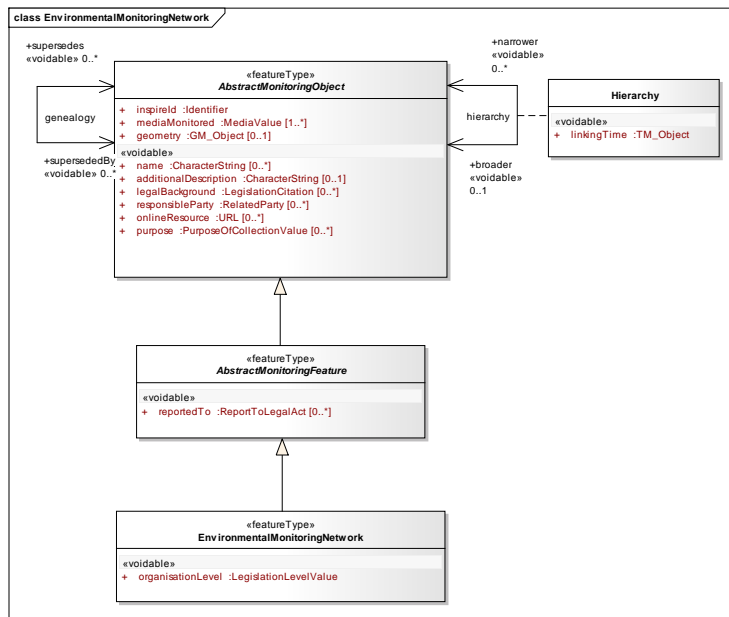 class EnvironmentalMonitoringNetwork
+supersedes
«voidable» 0..*
genealogy
+supersededBy
«voidable» 0..*
«featureType»
AbstractMonitoringObject
+ inspireId :Identifier
+ mediaMonitored :MediaValue [1..*]
+ geometry :GM_Object [0..1]
«voidable»
+ name :CharacterString [0..*]
+ additionalDescription :CharacterString [0..1]
+ legalBackground :LegislationCitation [0..*]
+ responsibleParty :RelatedParty [0..*]
+ onlineResource :URL [0..*]
+ purpose :PurposeOfCollectionValue [0..*]
+narrower
«voidable»
0..*
hierarchy
+broader
«voidable»
0..1
Hierarchy
«voidable»
+ linkingTime :TM_Object
«featureType»
AbstractMonitoringFeature
«voidable»
+ reportedTo :ReportToLegalAct [0..*]
«featureType»
EnvironmentalMonitoringNetwork
«voidable»
+ organisationLevel :LegislationLevelValue